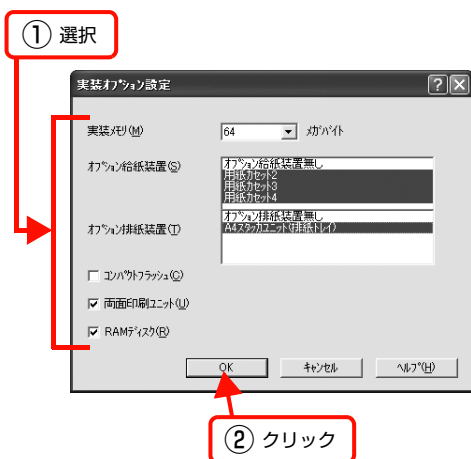 ① 選択
実装オプション設定
実装メモリ(M) 64 メガバイト
オプション給紙装置(S) オプション給紙装置無し
用紙カセット2
用紙カセット3
用紙カセット4
オプション排紙装置(T) オプション排紙装置無し
A4スタッカユニット(排紙トレイ)
コンパクトフラッシュ(C)
両面印刷ユニット(U)
RAMディスク(R)
OK キャンセル ヘルプ(H)
② クリック